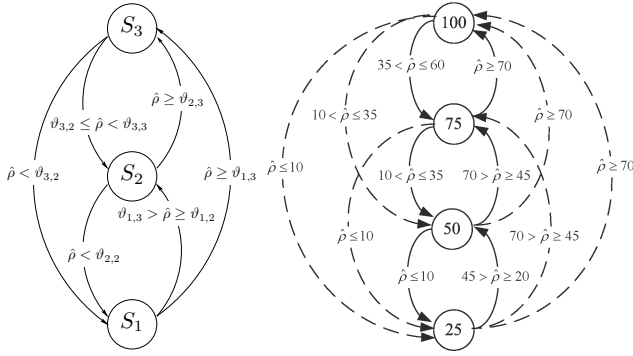 S₃
ρ̂ ≥ ϑ₂,₃
ϑ₃,₂ ≤ ρ̂ < ϑ₃,₃
ρ̂ < ϑ₃,₂
S₂
ρ̂ ≥ ϑ₁,₃
ϑ₁,₃ > ρ̂ ≥ ϑ₁,₂
ρ̂ < ϑ₂,₂
S₁
100
35 < ρ̂ ≤ 60
ρ̂ ≥ 70
10 < ρ̂ ≤ 35
ρ̂ ≥ 70
75
ρ̂ ≤ 10
10 < ρ̂ ≤ 35
70 > ρ̂ ≥ 45
ρ̂ ≥ 70
50
ρ̂ ≤ 10
70 > ρ̂ ≥ 45
ρ̂ ≤ 10
45 > ρ̂ ≥ 20
25